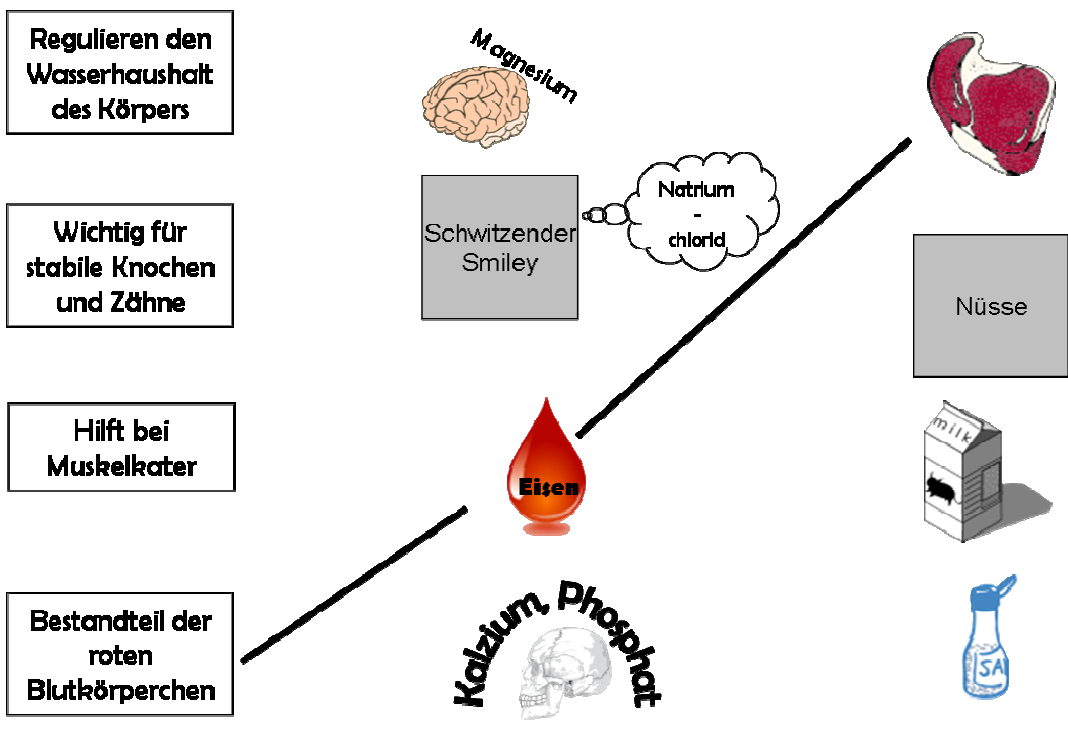 Regulieren den
Wasserhaushalt
des Körpers
Magnesium
Wichtig für
stabile Knochen
und Zähne
Schwitzender
Smiley
Natrium
-
chlorid
Nüsse
Hilft bei
Muskelkater
Eisen
milk
Bestandteil der
roten
Blutkörperchen
Kalzium, Phosphat
SA